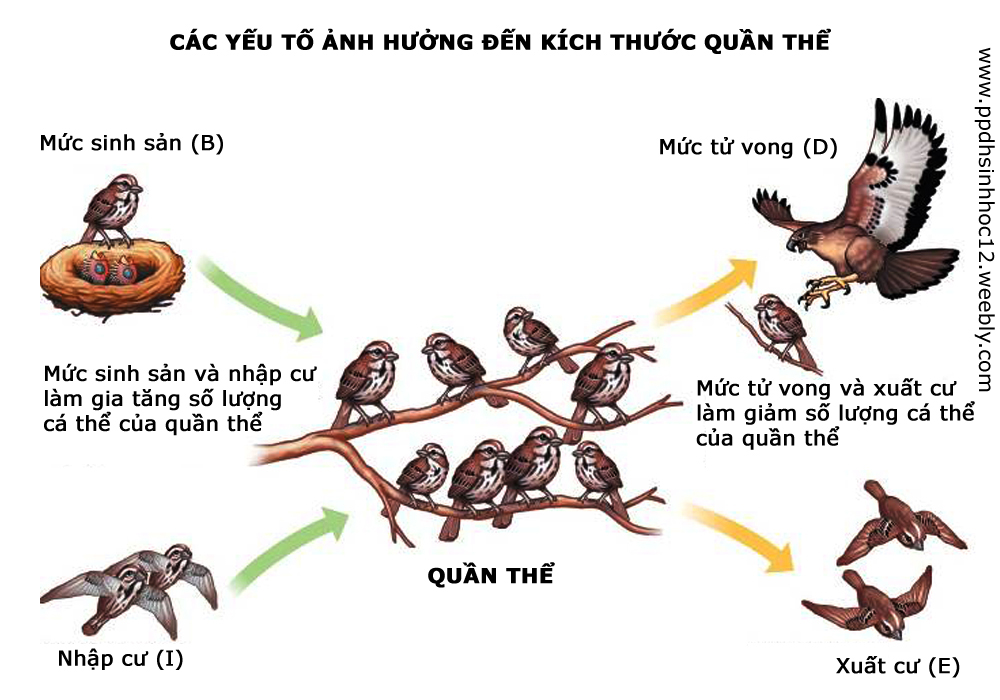 CÁC YẾU TỐ ẢNH HƯỞNG ĐẾN KÍCH THƯỚC QUẦN THỂ
Mức sinh sản (B)
Mức tử vong (D)
www.ppdhsinhhoc12.weebly.com
Mức sinh sản và nhập cư
làm gia tăng số lượng
cá thể của quần thể
Mức tử vong và xuất cư
làm giảm số lượng cá thể
của quần thể
QUẦN THỂ
Nhập cư (I)
Xuất cư (E)